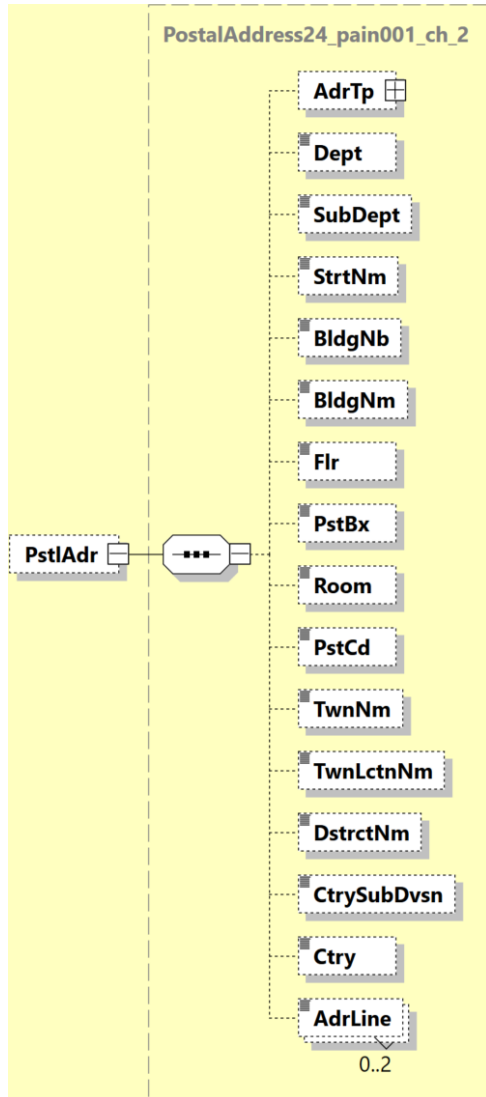 PostalAddress24_pain001_ch_2
AdrTp
Dept
SubDept
StrtNm
BldgNb
BldgNm
Flr
PstlAdr
PstBx
Room
PstCd
TwnNm
TwnLctnNm
DstrctNm
CtrySubDvsn
Ctry
AdrLine
0..2